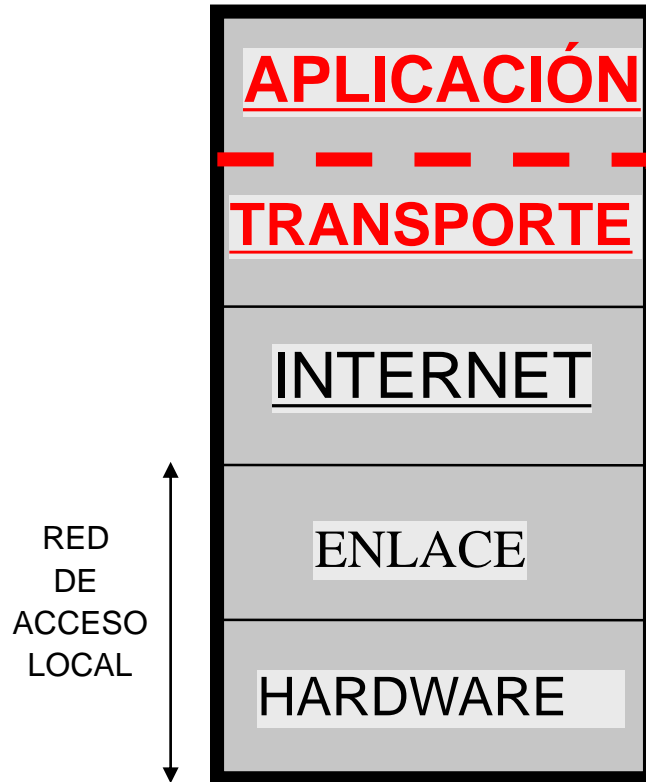 APLICACIÓN
TRANSPORTE
INTERNET
ENLACE
HARDWARE
RED
DE
ACCESO
LOCAL